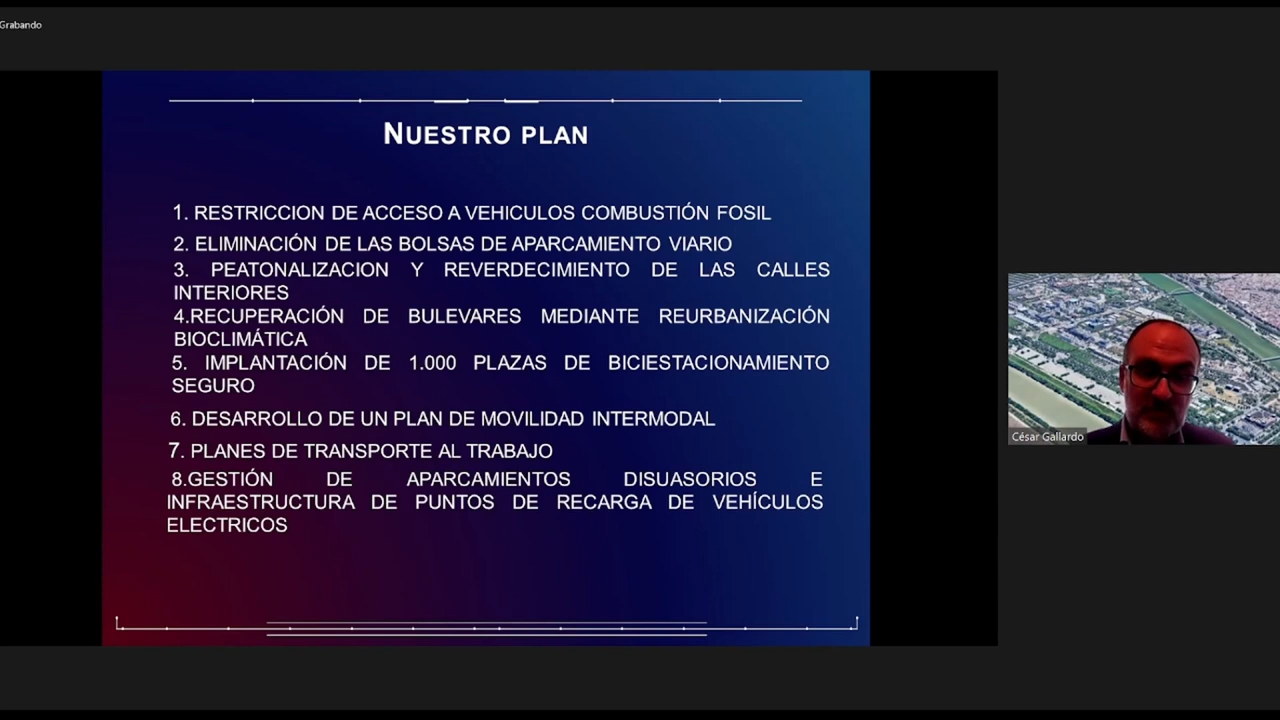 Grabando
NUESTRO PLAN
1. RESTRICCION DE ACCESO A VEHICULOS COMBUSTIÓN FOSIL
2. ELIMINACIÓN DE LAS BOLSAS DE APARCAMIENTO VIARIO
3. PEATONALIZACION Y REVERDECIMIENTO DE LAS CALLES
INTERIORES
4.RECUPERACIÓN DE BULEVARES MEDIANTE REURBANIZACIÓN
BIOCLIMÁTICA
5. IMPLANTACIÓN DE 1.000 PLAZAS DE BICIESTACIONAMIENTO
SEGURO
6. DESARROLLO DE UN PLAN DE MOVILIDAD INTERMODAL
7. PLANES DE TRANSPORTE AL TRABAJO
8.GESTIÓN DE APARCAMIENTOS DISUASORIOS E
INFRAESTRUCTURA DE PUNTOS DE RECARGA DE VEHÍCULOS
ELECTRICOS
César Gallardo